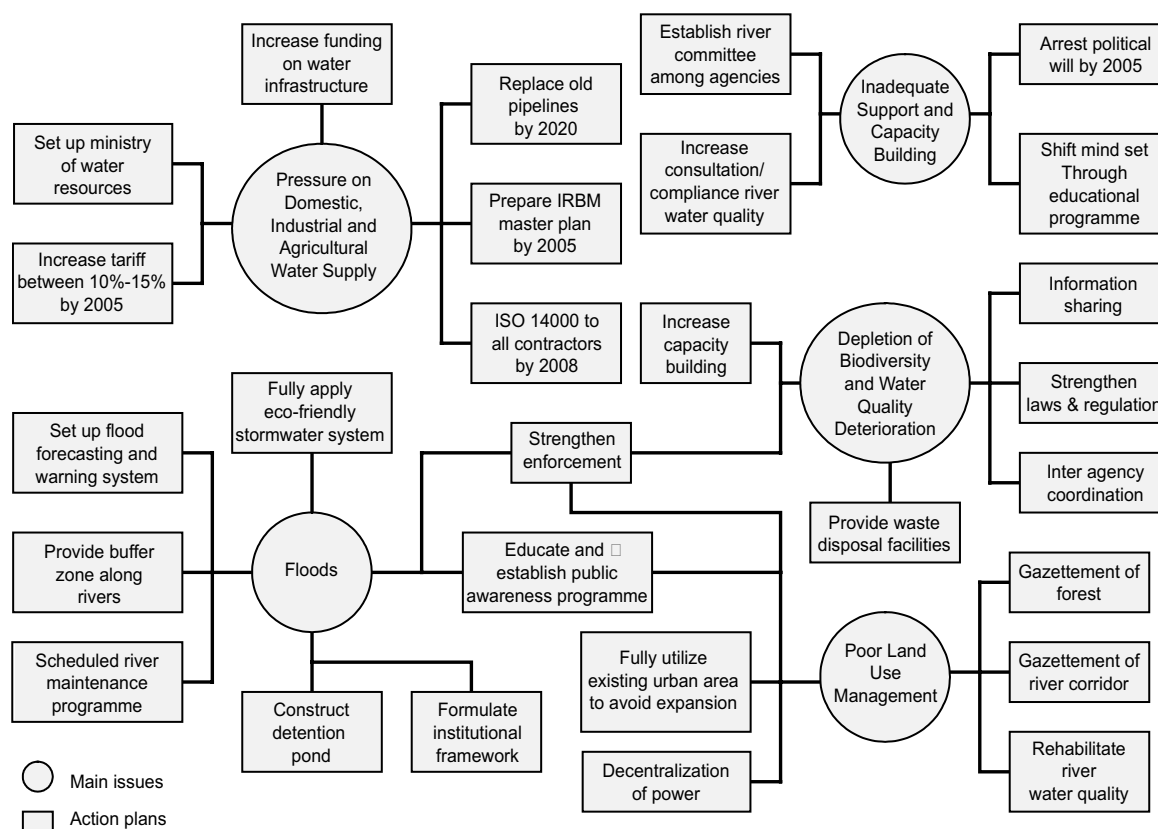 Increase funding
on water
infrastructure
Set up ministry
of water
resources
Increase tariff
between 10%-15%
by 2005
Pressure on
Domestic,
Industrial and
Agricultural
Water Supply
Replace old
pipelines
by 2020
Prepare IRBM
master plan
by 2005
ISO 14000 to
all contractors
by 2008
Establish river
committee
among agencies
Increase
consultation/
compliance river
water quality
Inadequate
Support and
Capacity
Building
Arrest political
will by 2005
Shift mind set
Through
educational
programme
Increase
capacity
building
Depletion of
Biodiversity
and Water
Quality
Deterioration
Information
sharing
Strengthen
laws & regulation
Inter agency
coordination
Provide waste
disposal facilities
Fully apply
eco-friendly
stormwater system
Set up flood
forecasting and
warning system
Provide buffer
zone along
rivers
Scheduled river
maintenance
programme
Floods
Strengthen
enforcement
Educate and □
establish public
awareness programme
Construct
detention
pond
Formulate
institutional
framework
Fully utilize
existing urban area
to avoid expansion
Decentralization
of power
Poor Land
Use
Management
Gazettement of
forest
Gazettement of
river corridor
Rehabilitate
river
water quality
Main issues
Action plans